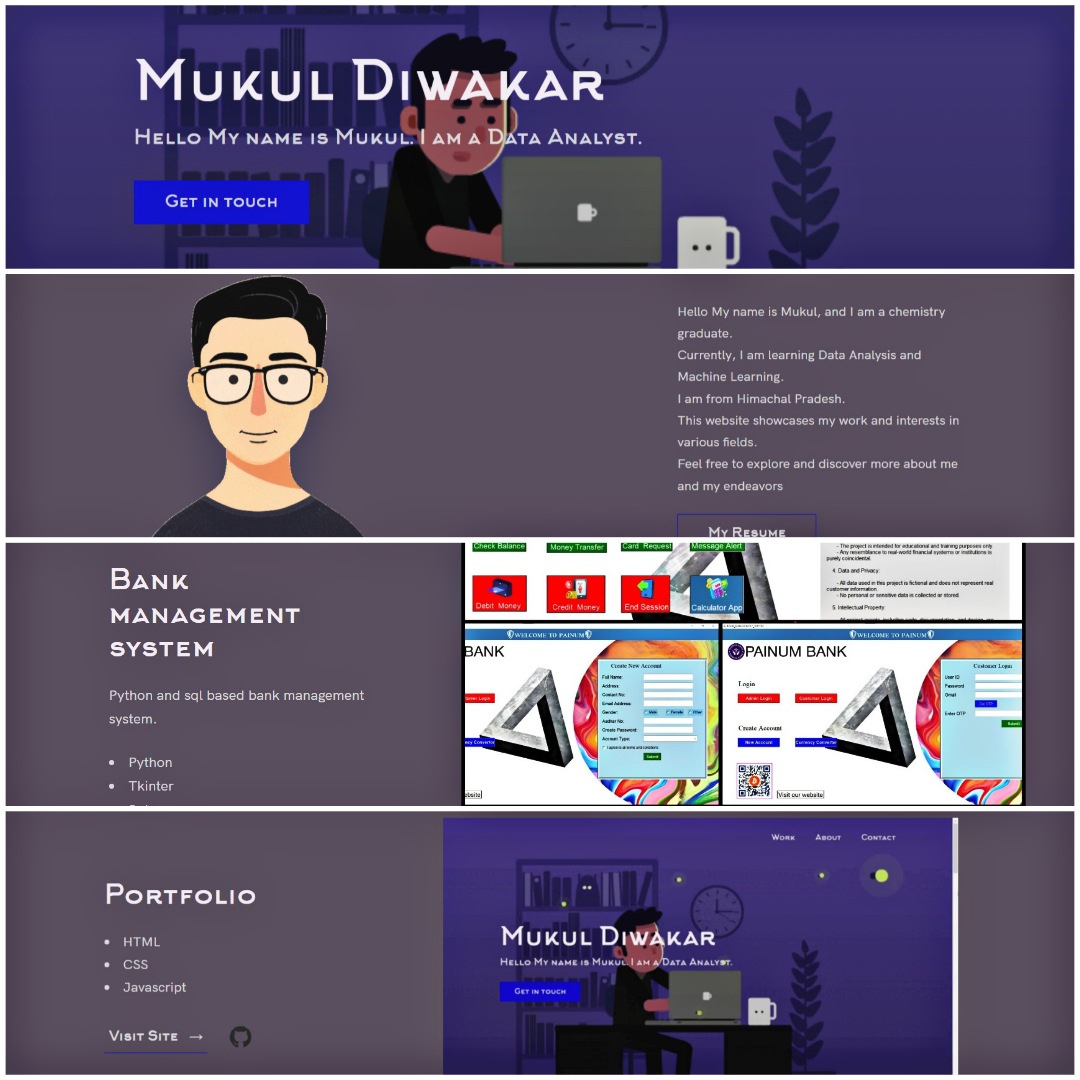 Mukul Diwakar
Hello My name is Mukul. I am a Data Analyst.
Get in touch
Hello My name is Mukul, and I am a chemistry
graduate.
Currently, I am learning Data Analysis and
Machine Learning.
I am from Himachal Pradesh.
This website showcases my work and interests in
various fields.
Feel free to explore and discover more about me
and my endeavors
My Resume
Bank
management
system
Python and sql based bank management
system.
Python
Tkinter
Check Balance
Money Transfer
Card Request
Message Alert
Debit Money
Credit Money
End Session
Calculator App
- The project is intended for educational and training purposes only
- Any resemblance to real-world financial systems or institutions is
purely coincidental.
4. Data and Privacy:
- All data used in this project is fictional and does not represent real
customer information
- No personal or sensitive data is collected or stored.
5. Intellectual Property:
WELCOME TO PAINUM
BANK
Create New Account
Full Name:
Address:
Contact No:
Email Address:
Gender:
Male
Female
Other
Aadhar No:
Create Password:
Account Type:
I agree to all terms and conditions
Submit
WELCOME TO PAINUM
PAINUM BANK
Login
Admin Login
Customer Login
Create Account
New Account
Currency Convertor
Visit our website
Customer Login
User ID
Password
Gmail
Enter OTP
Submit
Portfolio
HTML
CSS
Javascript
Visit Site →
Work
About
Contact
Mukul Diwakar
Hello My name is Mukul. I am a Data Analyst.
Get in touch